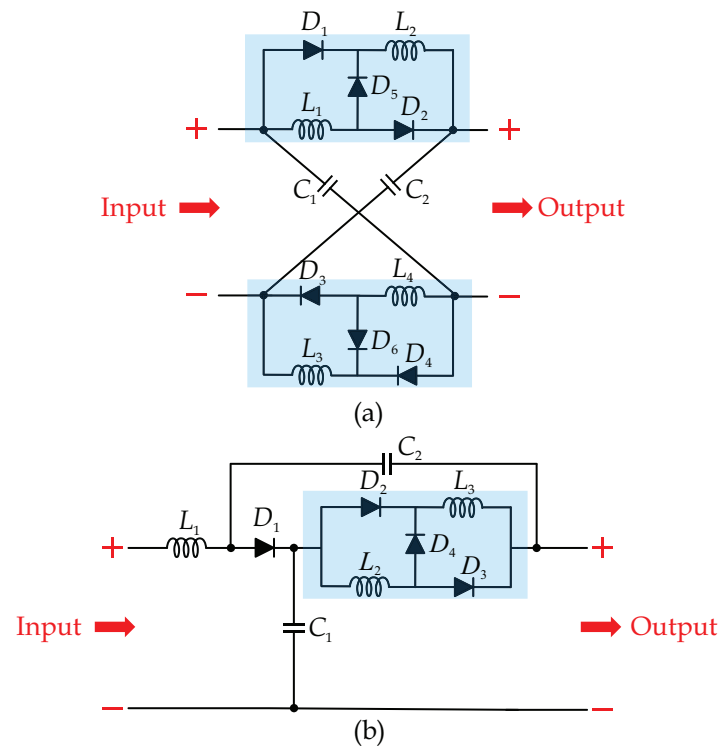 D₁ L₂
D₅
L₁ D₂
+ +
C₁ C₂
Input Output
D₃ L₄
− −
D₆
L₃ D₄
(a)
C₂
D₂ L₃
L₁ D₁
+ +
D₄
L₂ D₃
Input C₁ Output
− −
(b)